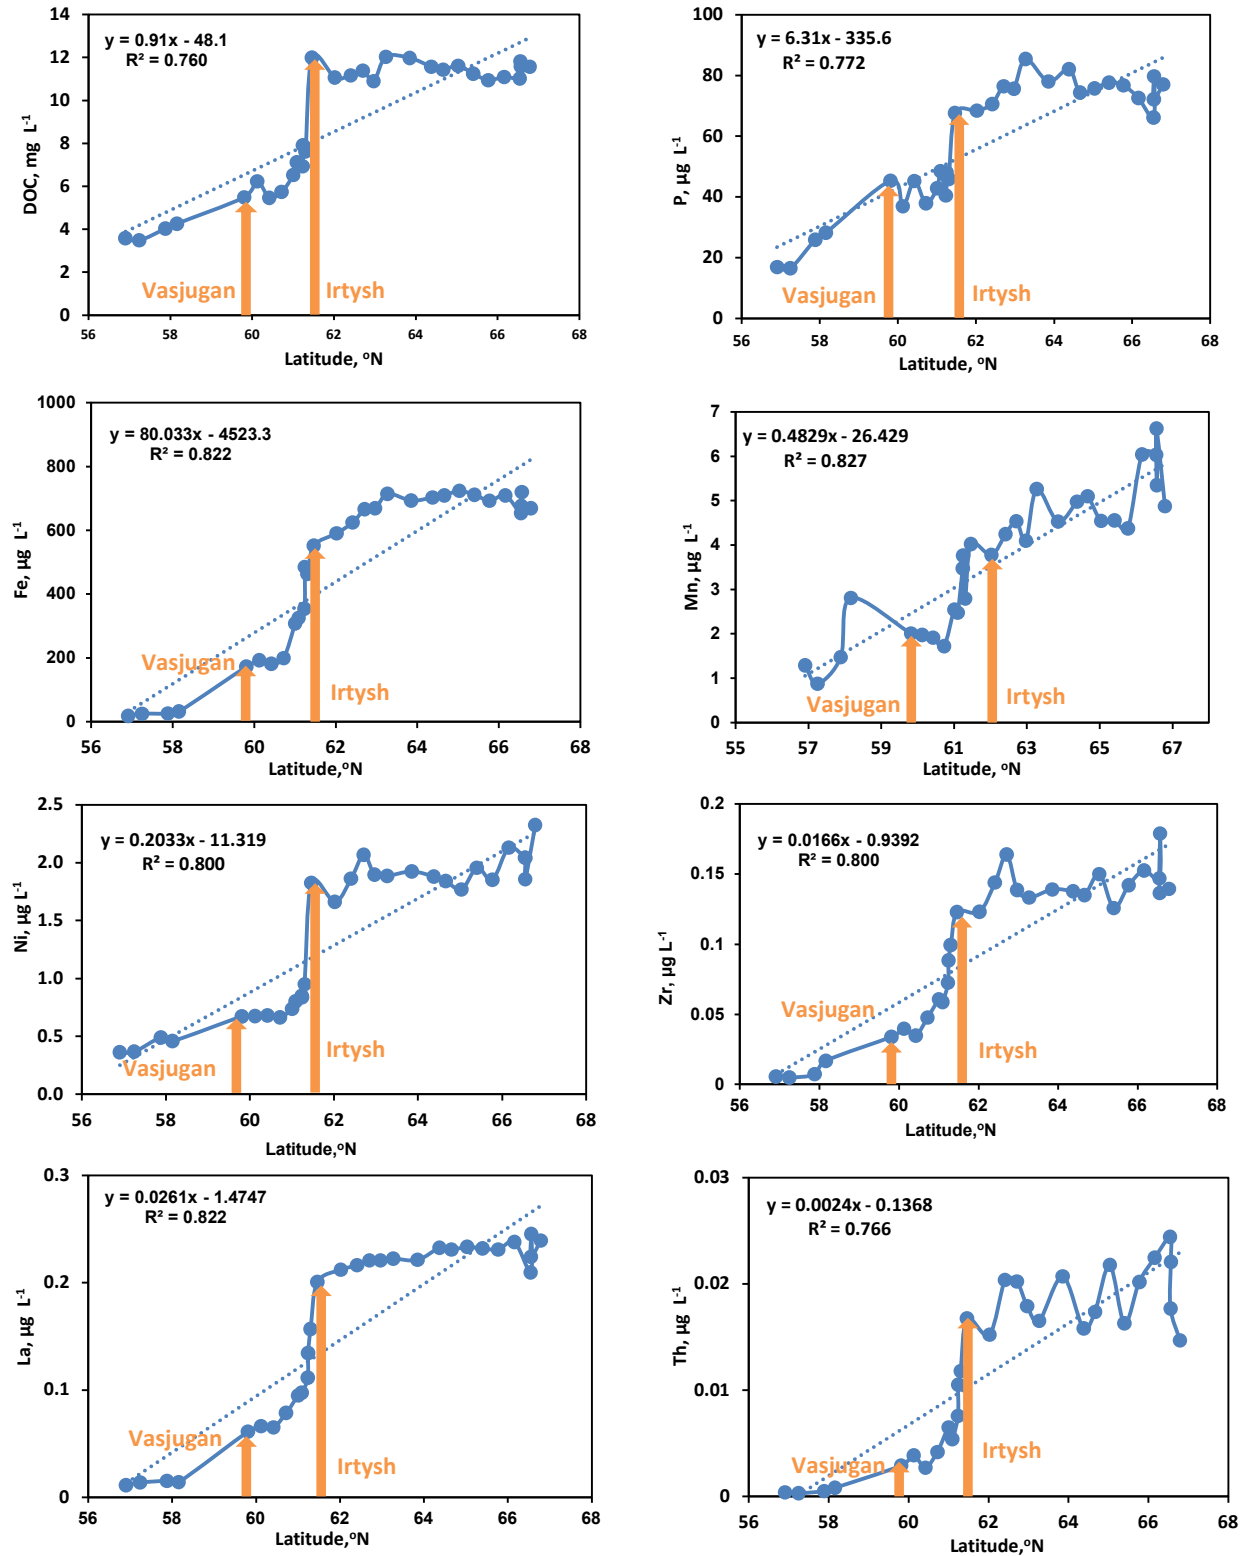 y = 0.91x - 48.1
R² = 0.760
14
12
10
8
6
4
2
0
DOC, mg L⁻¹
Vasjugan
Irtysh
56
58
60
62
64
66
68
Latitude, ᵒN
y = 6.31x - 335.6
R² = 0.772
100
80
60
40
20
0
P, µg L⁻¹
Vasjugan
Irtysh
56
58
60
62
64
66
68
Latitude, ᵒN
y = 80.033x - 4523.3
R² = 0.822
1000
800
600
400
200
0
Fe, µg L⁻¹
Vasjugan
Irtysh
56
58
60
62
64
66
68
Latitude,ᵒN
y = 0.4829x - 26.429
R² = 0.827
7
6
5
4
3
2
1
0
Mn, µg L⁻¹
Vasjugan
Irtysh
55
57
59
61
63
65
67
Latitude, ᵒN
y = 0.2033x - 11.319
R² = 0.800
2.5
2.0
1.5
1.0
0.5
0.0
Ni, µg L⁻¹
Vasjugan
Irtysh
56
58
60
62
64
66
68
Latitude,ᵒN
y = 0.0166x - 0.9392
R² = 0.800
0.2
0.15
0.1
0.05
0
Zr, µg L⁻¹
Vasjugan
Irtysh
56
58
60
62
64
66
68
Latitude,ᵒN
y = 0.0261x - 1.4747
R² = 0.822
0.3
0.2
0.1
0
La, µg L⁻¹
Vasjugan
Irtysh
56
58
60
62
64
66
68
Latitude,ᵒN
y = 0.0024x - 0.1368
R² = 0.766
0.03
0.02
0.01
0.00
Th, µg L⁻¹
Vasjugan
Irtysh
56
58
60
62
64
66
68
Latitude,ᵒN